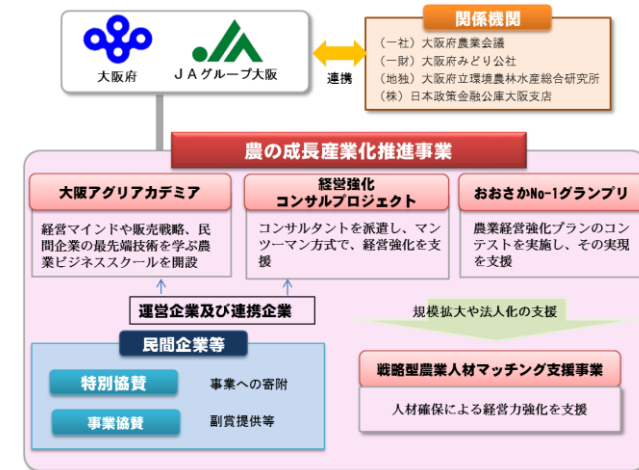 関係機関
(一社)大阪府農業会議
(一財)大阪府みどり公社
(地独)大阪府立環境農林水産総合研究所
(株)日本政策金融公庫大阪支店
大阪府
JAグループ大阪
連携
農の成長産業化推進事業
大阪アグリアカデミア
経営マインドや販売戦略、民
間企業の最先端技術を学ぶ農
業ビジネススクールを開設
経営強化
コンサルプロジェクト
コンサルタントを派遣し、マン
ツーマン方式で、経営強化を支
援
おおさかNo-1グランプリ
農業経営強化プランのコン
テストを実施し、その実現
を支援
運営企業及び連携企業
規模拡大や法人化の支援
民間企業等
特別協賛
事業への寄附
事業協賛
副賞提供等
戦略型農業人材マッチング支援事業
人材確保による経営力強化を支援